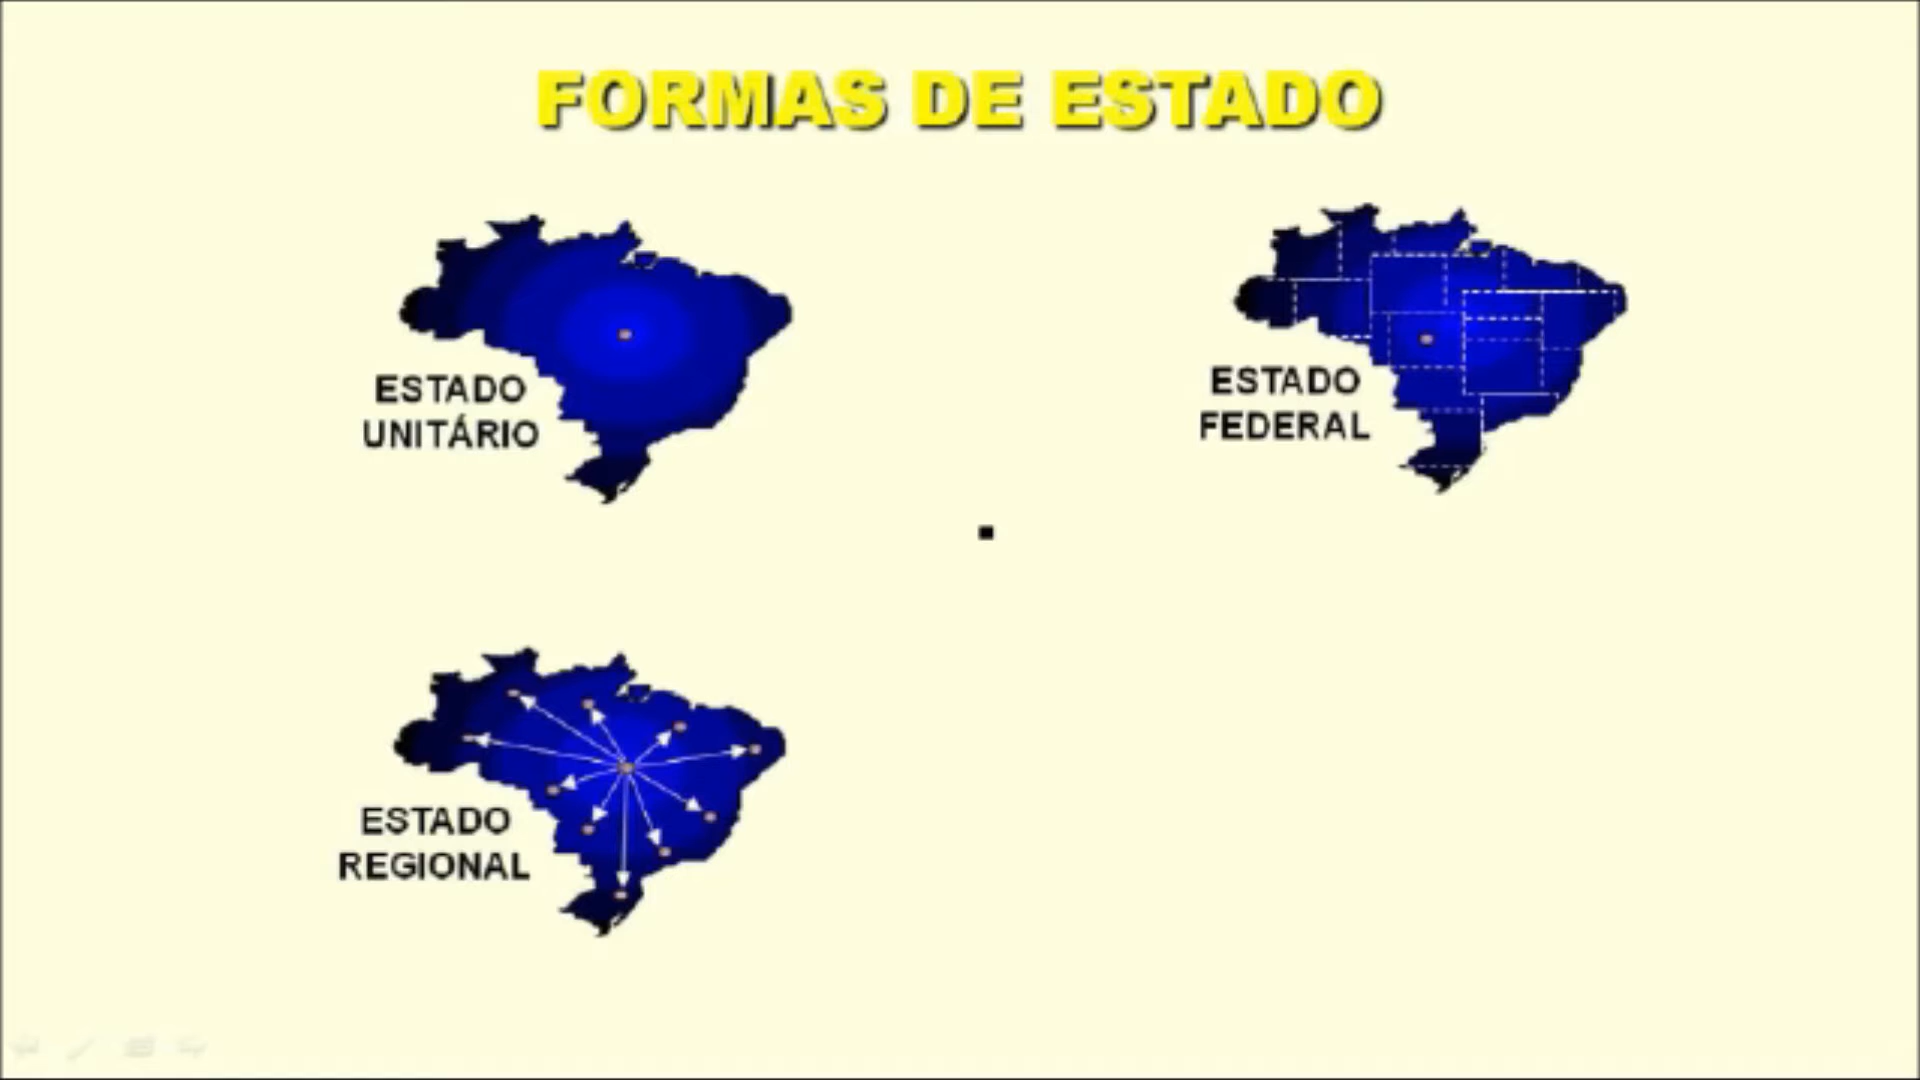 FORMAS DE ESTADO
ESTADO
UNITÁRIO
ESTADO
FEDERAL
ESTADO
REGIONAL